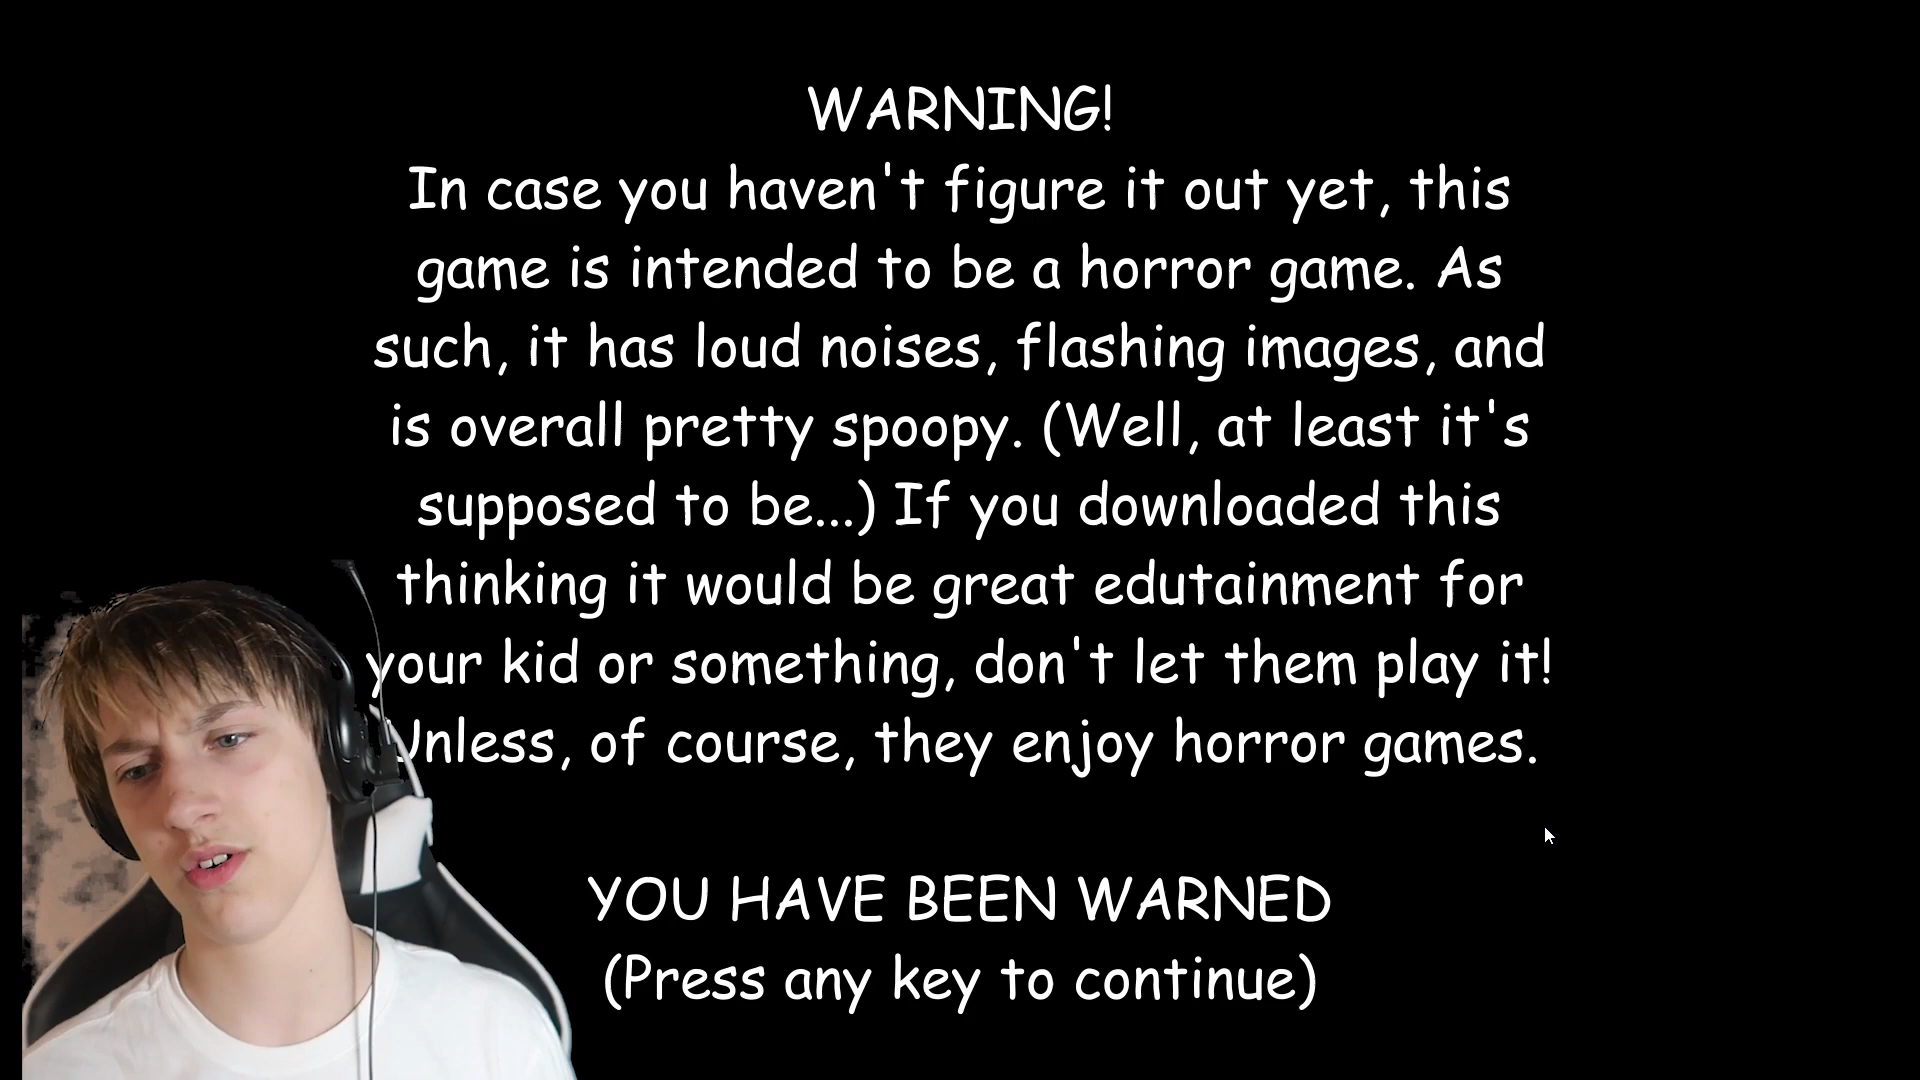 WARNING!
In case you haven't figure it out yet, this
game is intended to be a horror game. As
such, it has loud noises, flashing images, and
is overall pretty spoopy. (Well, at least it's
supposed to be...) If you downloaded this
thinking it would be great edutainment for
your kid or something, don't let them play it!
Unless, of course, they enjoy horror games.
YOU HAVE BEEN WARNED
(Press any key to continue)